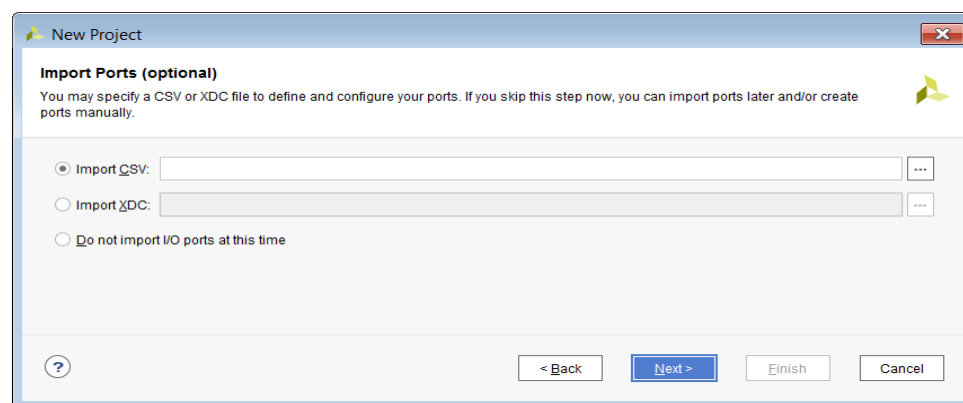 New Project
Import Ports (optional)
You may specify a CSV or XDC file to define and configure your ports. If you skip this step now, you can import ports later and/or create
ports manually.
Import CSV:
...
Import XDC:
...
Do not import I/O ports at this time
?
< Back
Next >
Finish
Cancel